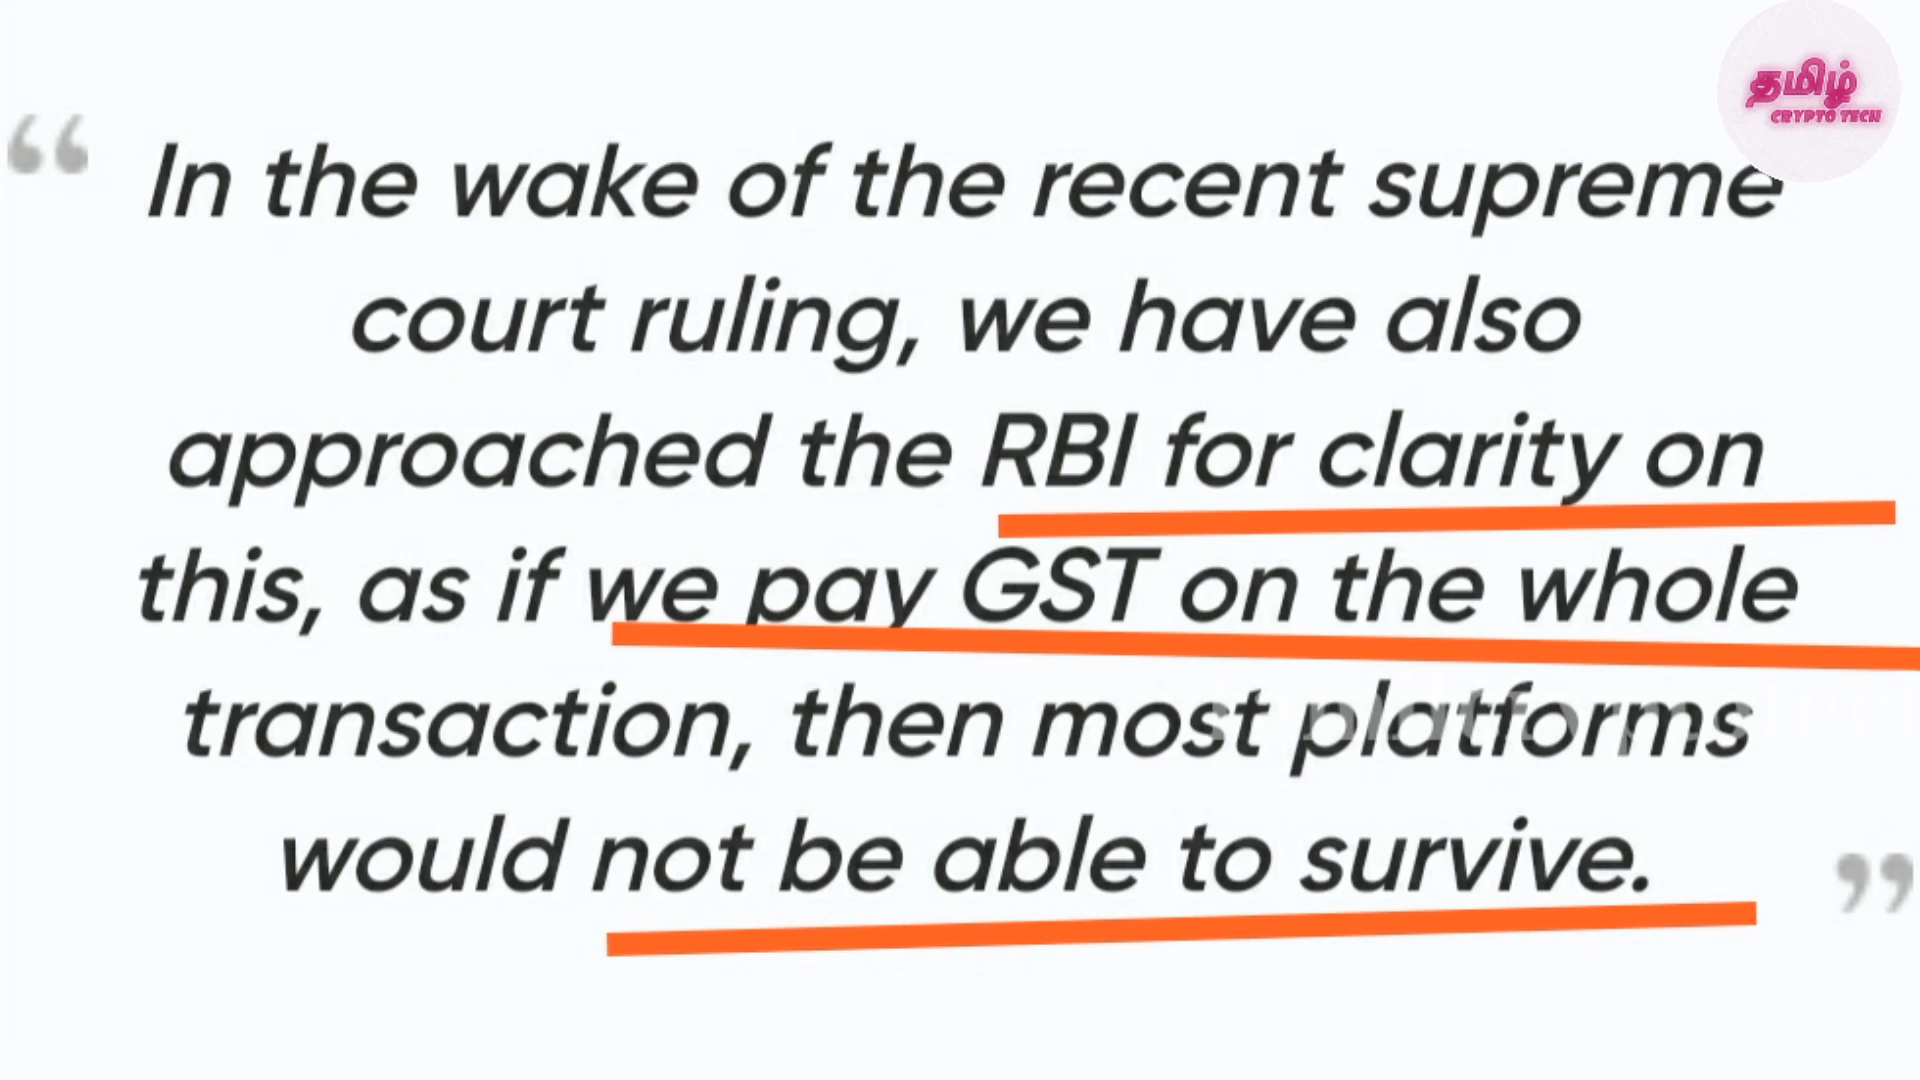 தமிழ்
CRYPTO TECH
“ In the wake of the recent supreme
court ruling, we have also
approached the RBI for clarity on
this, as if we pay GST on the whole
transaction, then most platforms
would not be able to survive. ”